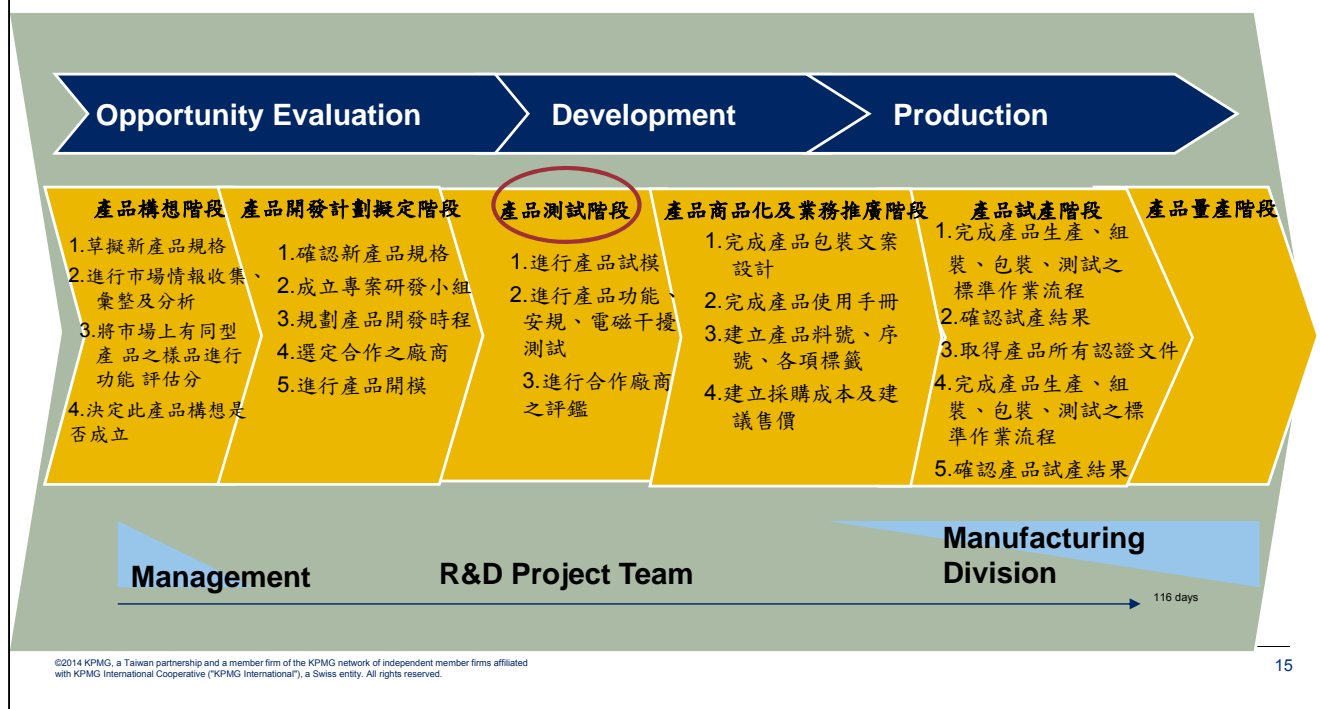 Opportunity Evaluation
Development
Production
產品構想階段
1.草擬新產品規格
2.進行市場情報收集、
彙整及分析
3.將市場上有同型
產 品之樣品進行
功能 評估分
4.決定此產品構想是
否成立
產品開發計劃擬定階段
1.確認新產品規格
2.成立專案研發小組
3.規劃產品開發時程
4.選定合作之廠商
5.進行產品開模
產品測試階段
1.進行產品試模
2.進行產品功能、
安規、電磁干擾
測試
3.進行合作廠商
之評鑑
產品商品化及業務推廣階段
1.完成產品包裝文案
設計
2.完成產品使用手冊
3.建立產品料號、序
號、各項標籤
4.建立採購成本及建
議售價
產品試產階段
1.完成產品生產、組
裝、包裝、測試之
標準作業流程
2.確認試產結果
3.取得產品所有認證文件
4.完成產品生產、組
裝、包裝、測試之標
準作業流程
5.確認產品試產結果
產品量產階段
Management
R&D Project Team
Manufacturing
Division
116 days
©2014 KPMG, a Taiwan partnership and a member firm of the KPMG network of independent member firms affiliated
with KPMG International Cooperative ("KPMG International"), a Swiss entity. All rights reserved.
15